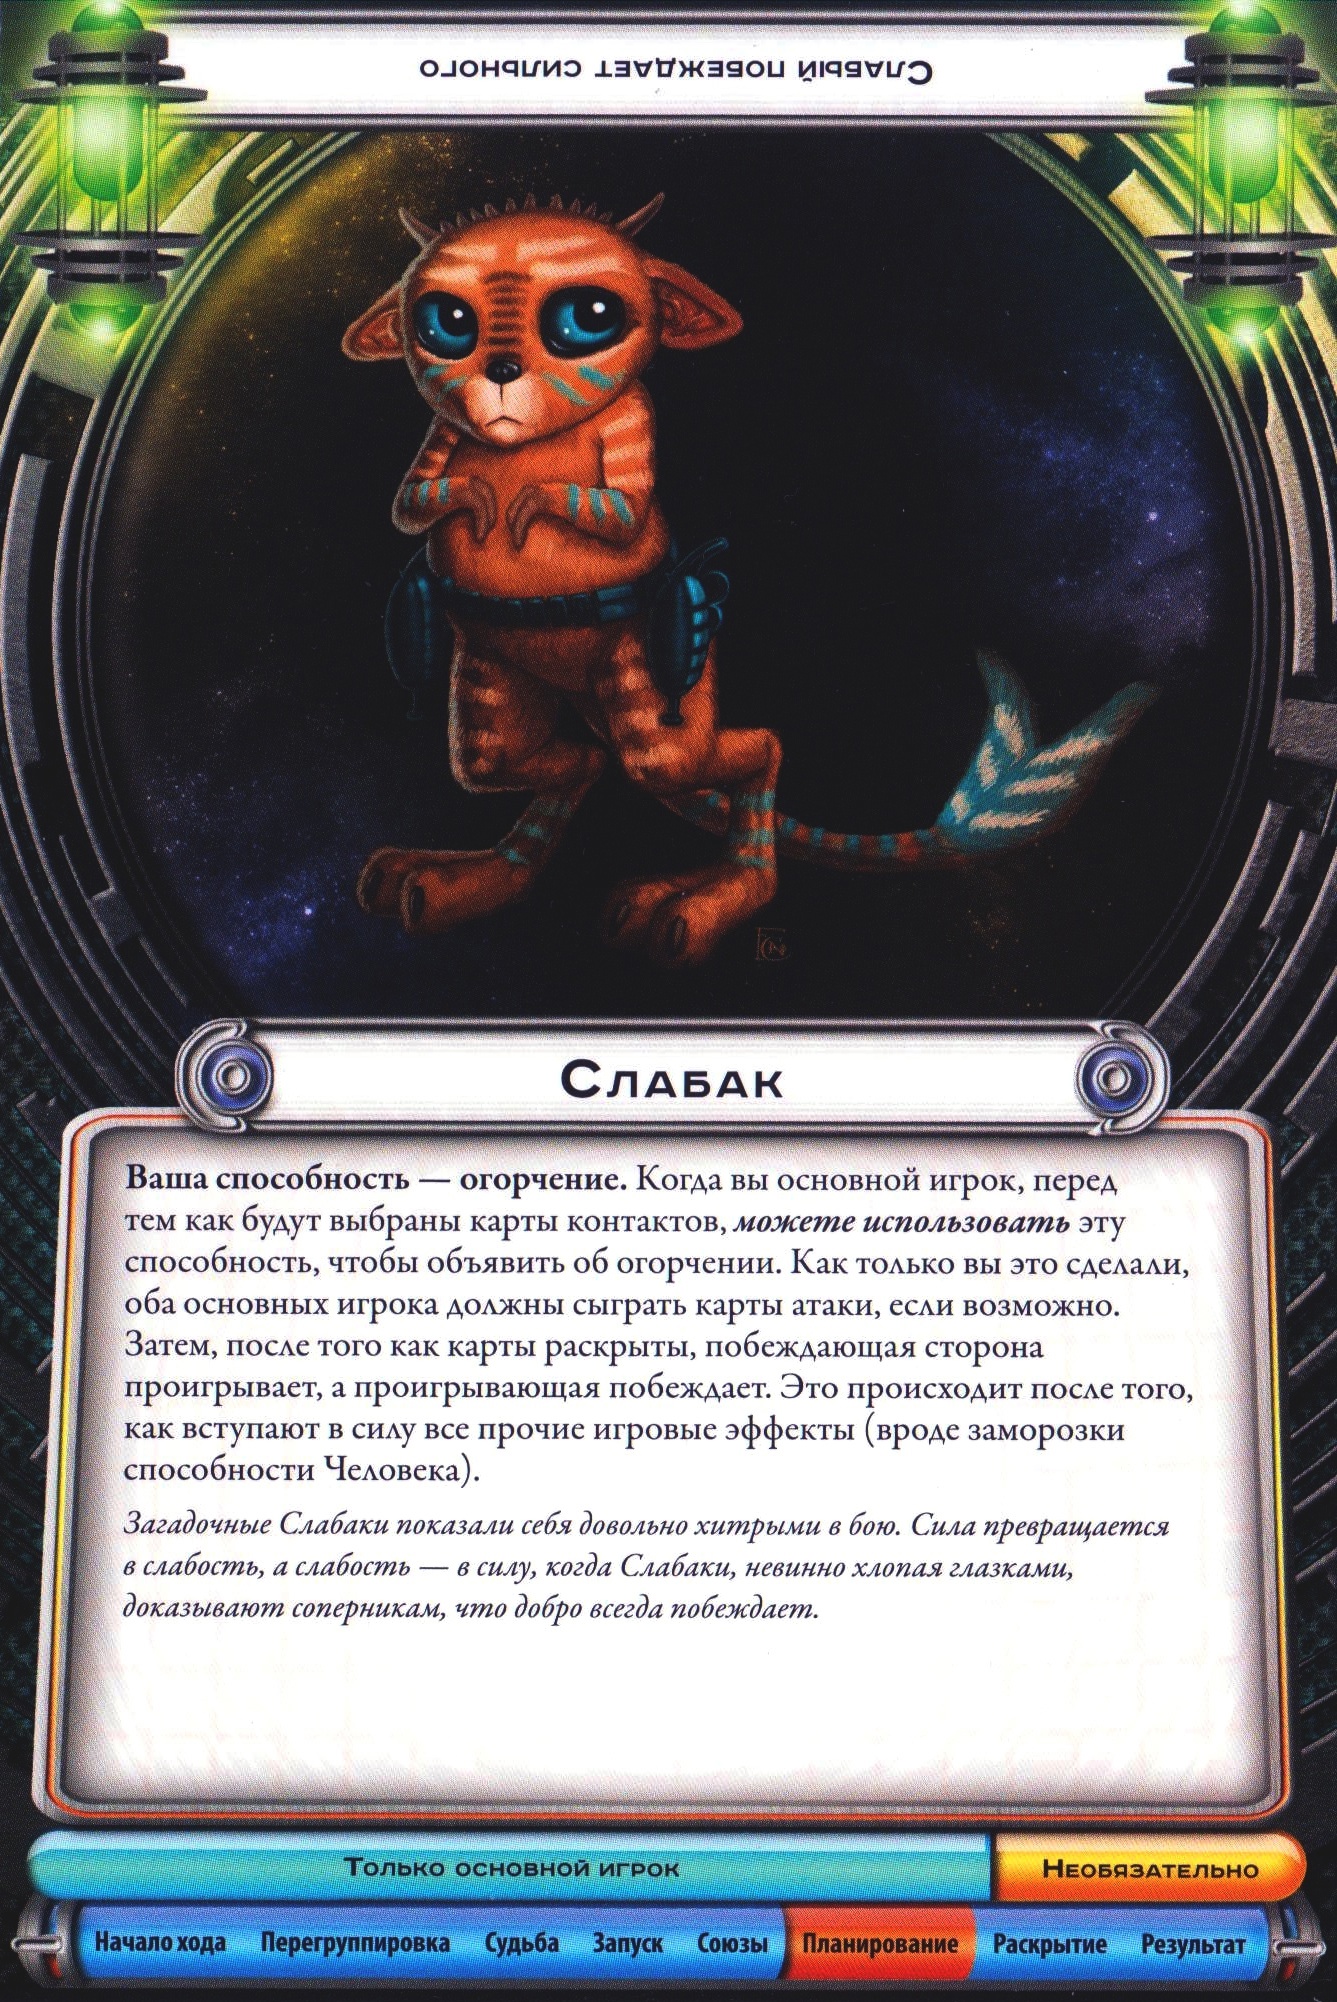 Слабый побеждает сильного
Слабак
Ваша способность — огорчение. Когда вы основной игрок, перед
тем как будут выбраны карты контактов, можете использовать эту
способность, чтобы объявить об огорчении. Как только вы это сделали,
оба основных игрока должны сыграть карты атаки, если возможно.
Затем, после того как карты раскрыты, побеждающая сторона
проигрывает, а проигрывающая побеждает. Это происходит после того,
как вступают в силу все прочие игровые эффекты (вроде заморозки
способности Человека).
Загадочные Слабаки показали себя довольно хитрыми в бою. Сила превращается
в слабость, а слабость — в силу, когда Слабаки, невинно хлопая глазками,
доказывают соперникам, что добро всегда побеждает.
Только основной игрок Необязательно
Начало хода Перегруппировка Судьба Запуск Союзы Планирование Раскрытие Результат